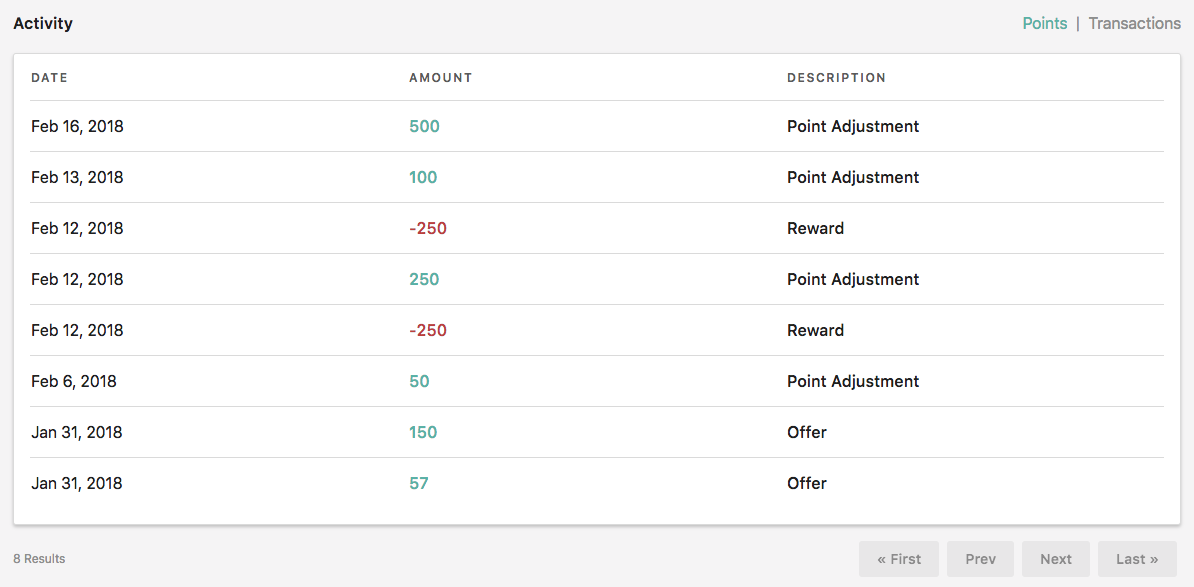 Activity Points | Transactions
DATE AMOUNT DESCRIPTION
Feb 16, 2018 500 Point Adjustment
Feb 13, 2018 100 Point Adjustment
Feb 12, 2018 -250 Reward
Feb 12, 2018 250 Point Adjustment
Feb 12, 2018 -250 Reward
Feb 6, 2018 50 Point Adjustment
Jan 31, 2018 150 Offer
Jan 31, 2018 57 Offer
8 Results « First Prev Next Last »